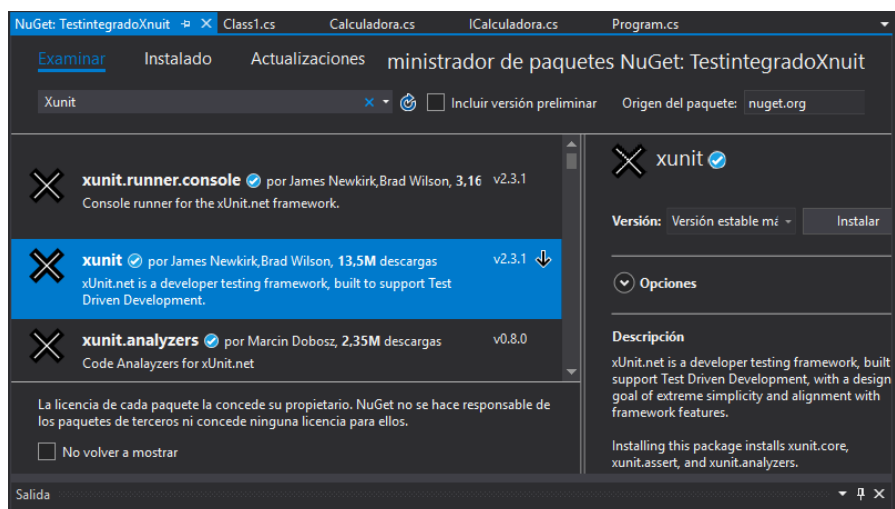 NuGet: TestintegradoXnuit
Class1.cs
Calculadora.cs
ICalculadora.cs
Program.cs
Examinar
Instalado
Actualizaciones
ministrador de paquetes NuGet: TestintegradoXnuit
Xunit
Incluir versión preliminar
Origen del paquete:
nuget.org
xunit.runner.console por James Newkirk,Brad Wilson, 3,16 v2.3.1
Console runner for the xUnit.net framework.
xunit por James Newkirk,Brad Wilson, 13,5M descargas v2.3.1
xUnit.net is a developer testing framework, built to support Test
Driven Development.
xunit.analyzers por Marcin Dobosz, 2,35M descargas v0.8.0
Code Analayzers for xUnit.net
La licencia de cada paquete la concede su propietario. NuGet no se hace responsable de
los paquetes de terceros ni concede ninguna licencia para ellos.
No volver a mostrar
xunit
Versión: Versión estable má
Instalar
Opciones
Descripción
xUnit.net is a developer testing framework, built
support Test Driven Development, with a design
goal of extreme simplicity and alignment with
framework features.
Installing this package installs xunit.core,
xunit.assert, and xunit.analyzers.
Salida